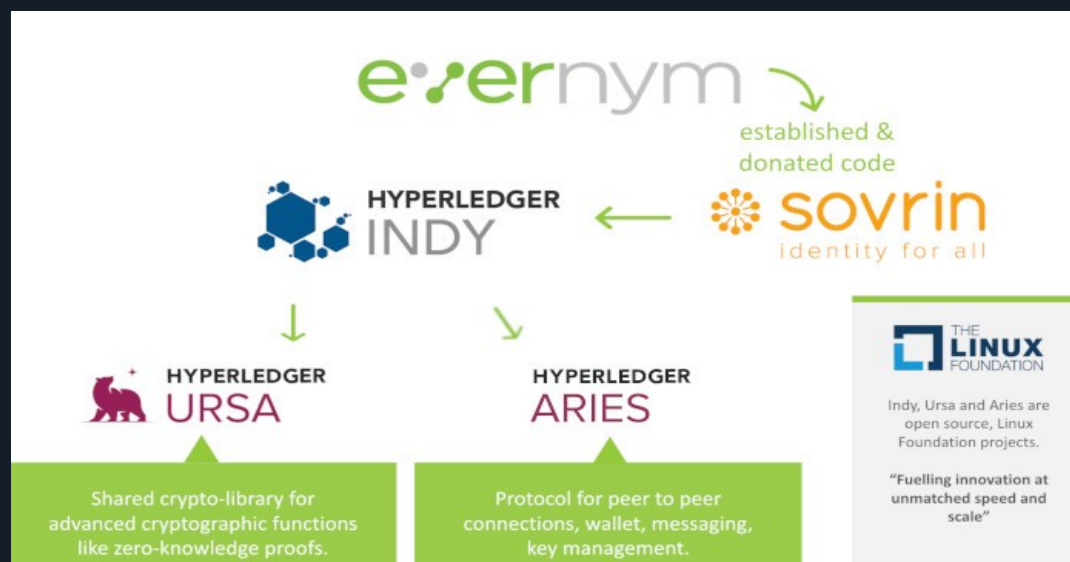 evernym
established &
donated code
HYPERLEDGER
INDY
sovrin
identity for all
HYPERLEDGER
URSA
HYPERLEDGER
ARIES
Shared crypto-library for
advanced cryptographic functions
like zero-knowledge proofs.
Protocol for peer to peer
connections, wallet, messaging,
key management.
THE
LINUX
FOUNDATION
Indy, Ursa and Aries are
open source, Linux
Foundation projects.
“Fuelling innovation at
unmatched speed and
scale”